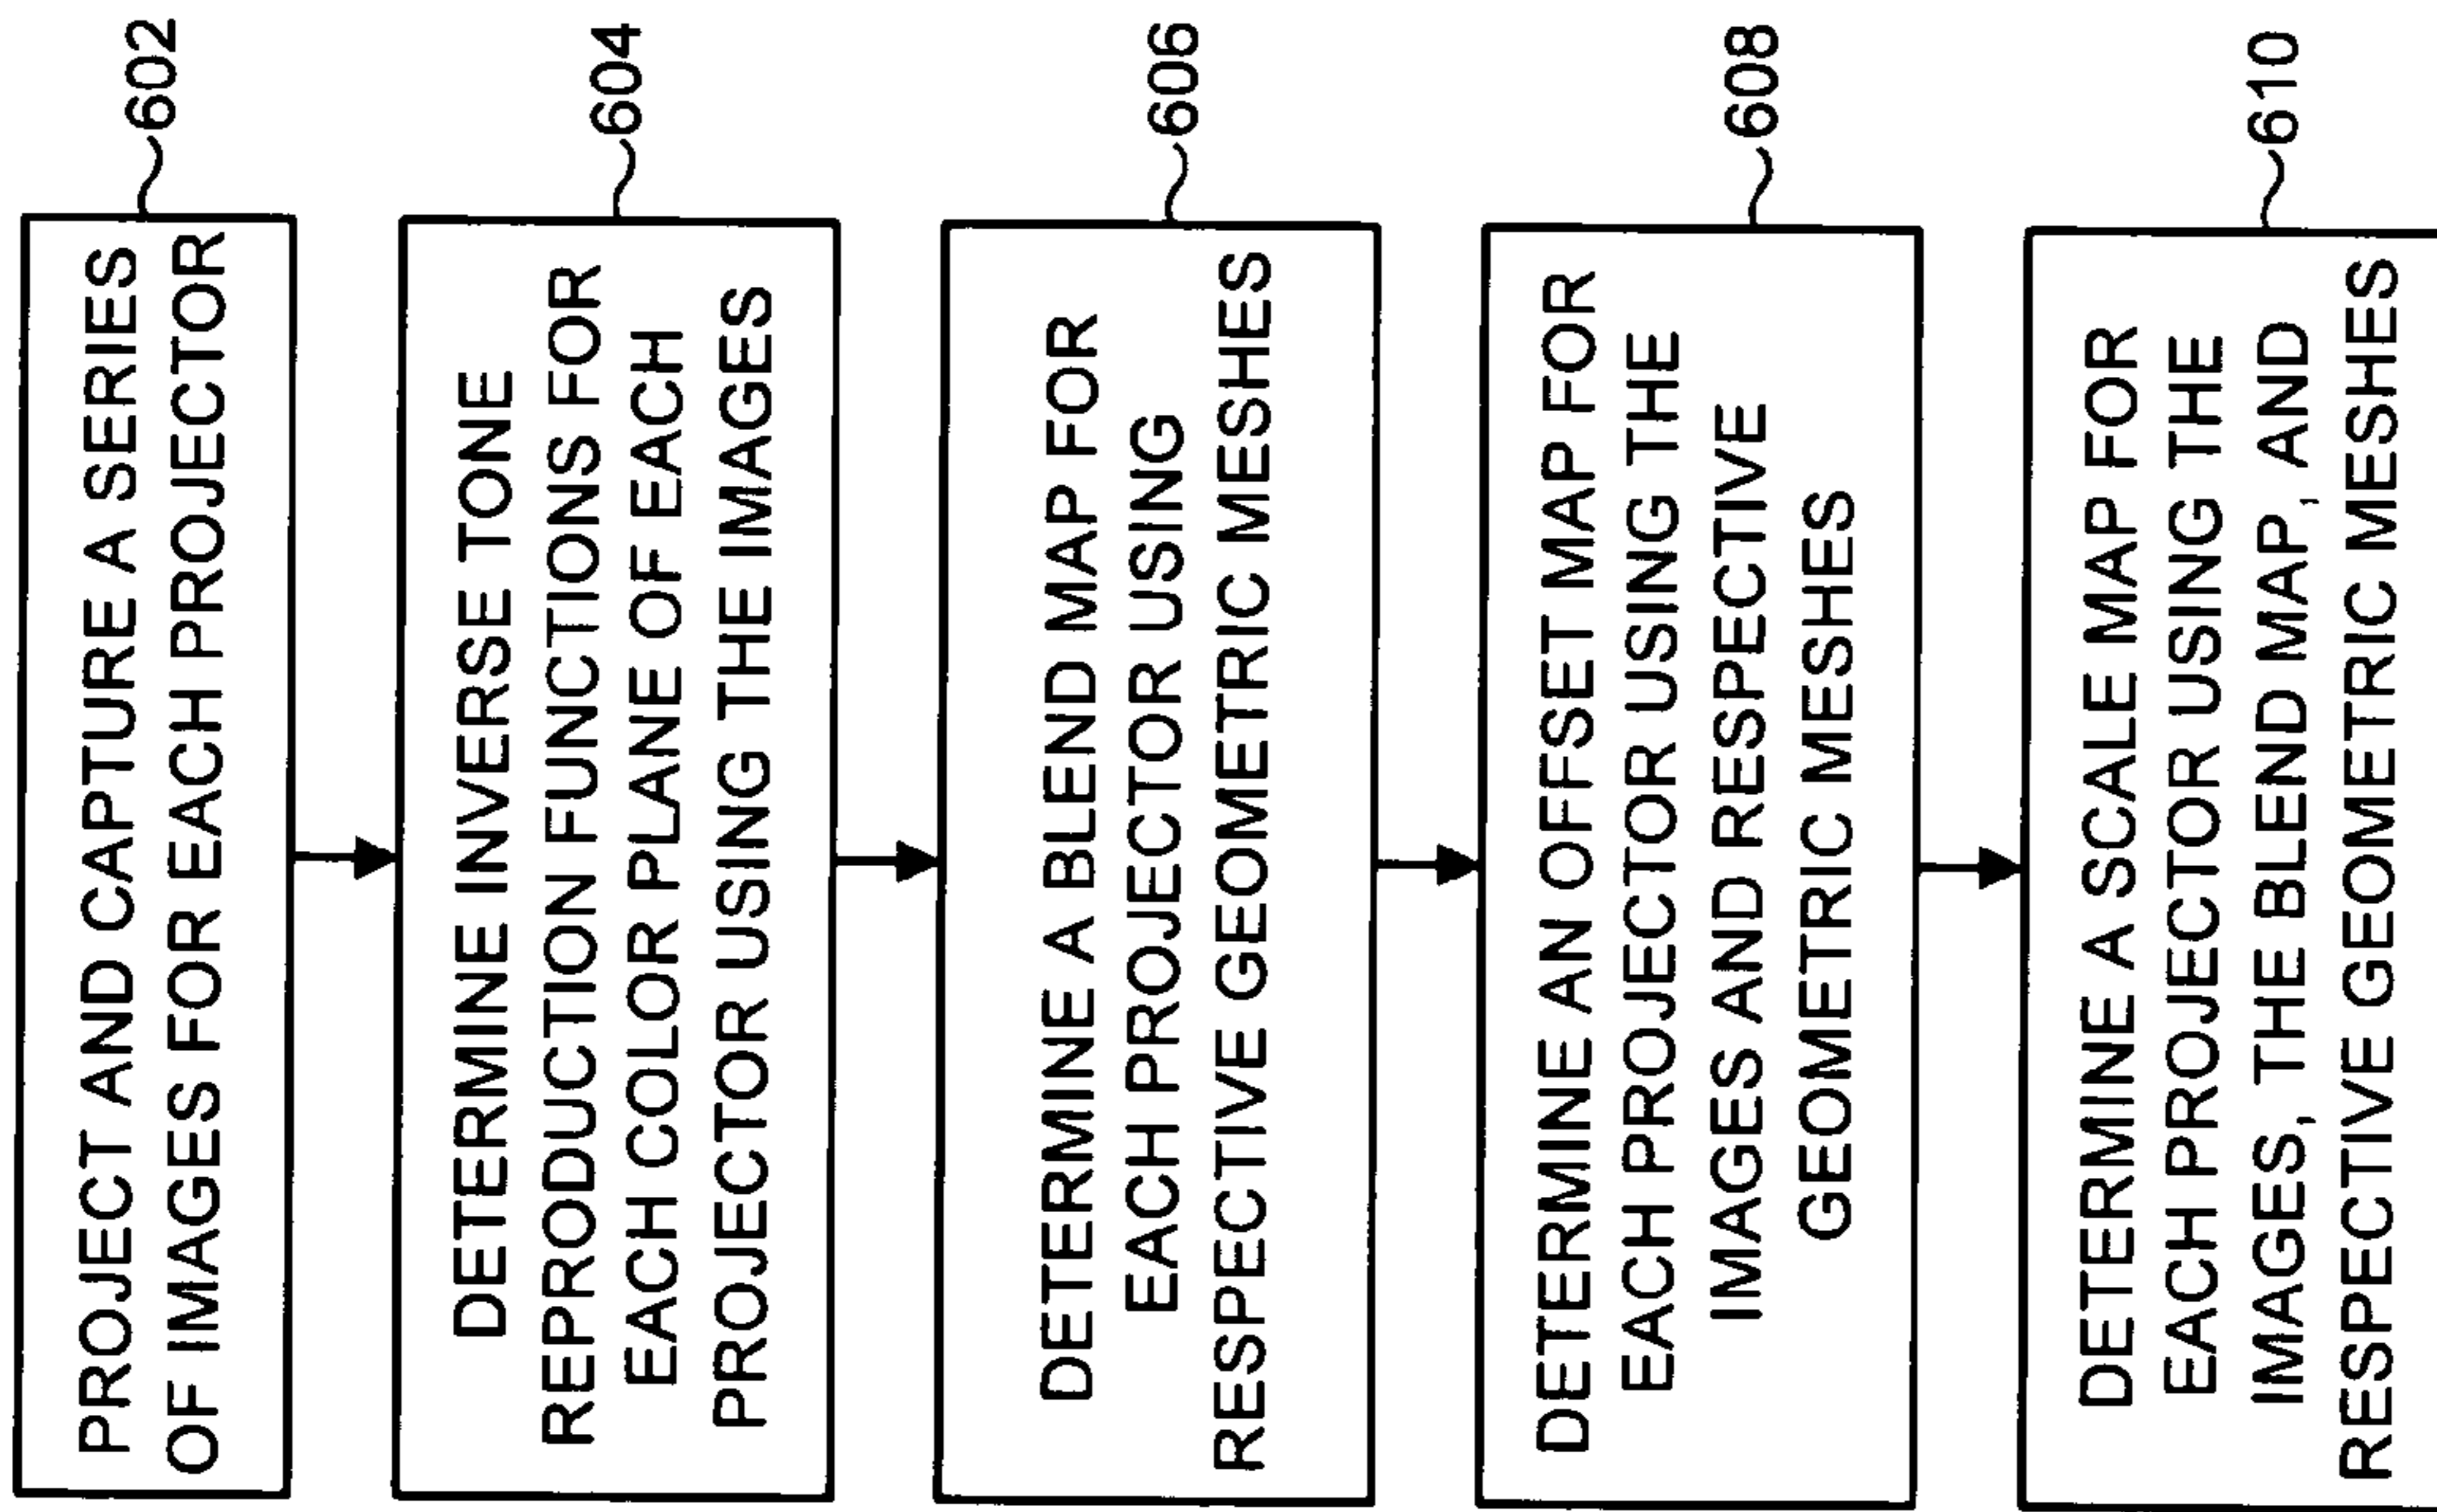 PROJECT AND CAPTURE A SERIES
OF IMAGES FOR EACH PROJECTOR
602
DETERMINE INVERSE TONE
REPRODUCTION FUNCTIONS FOR
EACH COLOR PLANE OF EACH
PROJECTOR USING THE IMAGES
604
DETERMINE A BLEND MAP FOR
EACH PROJECTOR USING
RESPECTIVE GEOMETRIC MESHES
606
DETERMINE AN OFFSET MAP FOR
EACH PROJECTOR USING THE
IMAGES AND RESPECTIVE
GEOMETRIC MESHES
608
DETERMINE A SCALE MAP FOR
EACH PROJECTOR USING THE
IMAGES, THE BLEND MAP, AND
RESPECTIVE GEOMETRIC MESHES
610